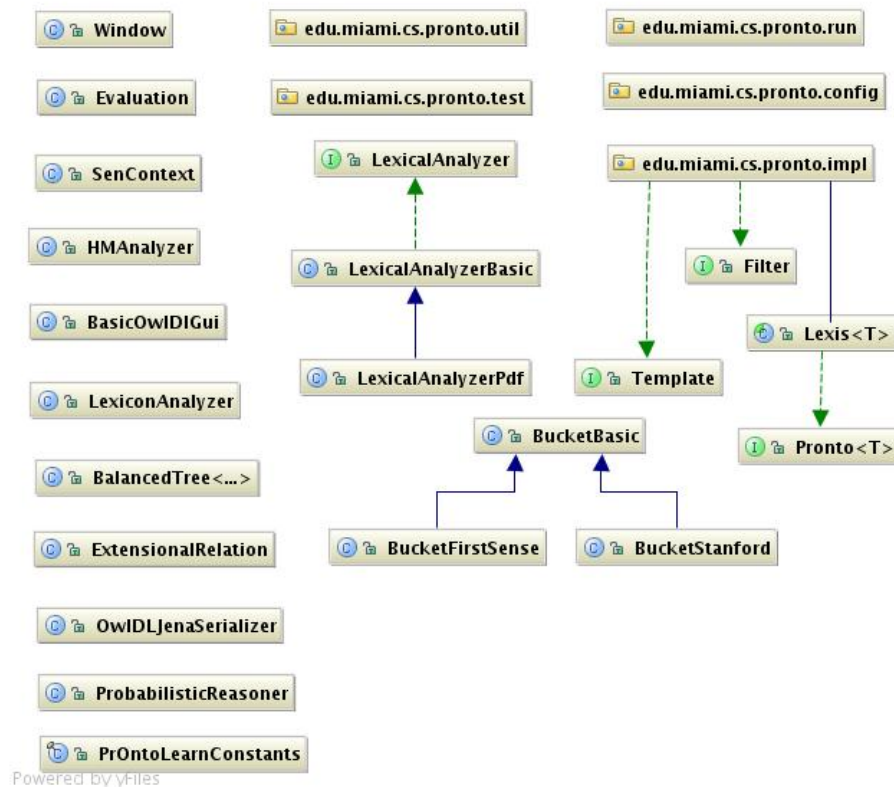 Window
Evaluation
SenContext
HMAnalyzer
BasicOwlDlGui
LexiconAnalyzer
BalancedTree<...>
ExtensionalRelation
OwlDLJenaSerializer
ProbabilisticReasoner
PrOntoLearnConstants
edu.miami.cs.pronto.util
edu.miami.cs.pronto.test
LexicalAnalyzer
LexicalAnalyzerBasic
LexicalAnalyzerPdf
BucketBasic
BucketFirstSense
BucketStanford
edu.miami.cs.pronto.run
edu.miami.cs.pronto.config
edu.miami.cs.pronto.impl
Filter
Lexis<T>
Template
Pronto<T>
Powered by yFiles